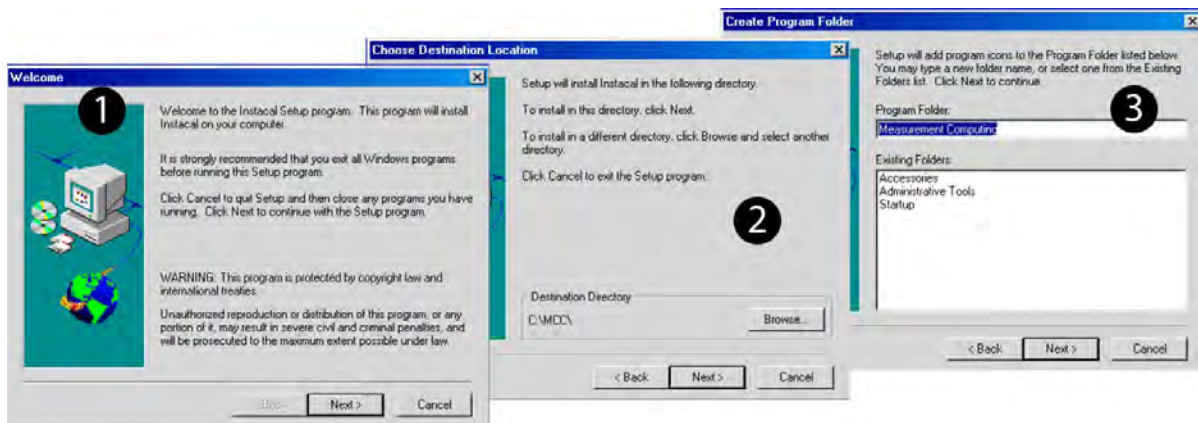 Welcome
1
Welcome to the Instacal Setup program. This program will install
Instacal on your computer.
It is strongly recommended that you exit all Windows programs
before running this Setup program.
Click Cancel to quit Setup and then close any programs you have
running. Click Next to continue with the Setup program.
WARNING: This program is protected by copyright law and
international treaties.
Unauthorized reproduction or distribution of this program, or any
portion of it, may result in severe civil and criminal penalties, and
will be prosecuted to the maximum extent possible under law.
< Back
Next >
Cancel
Choose Destination Location
Setup will install Instacal in the following directory.
To install in this directory, click Next.
To install in a different directory, click Browse and select another
directory.
Click Cancel to exit the Setup program.
2
Destination Directory
C:\MCC\
Browse...
< Back
Next >
Cancel
Create Program Folder
Setup will add program icons to the Program Folder listed below.
You may type a new folder name, or select one from the Existing
Folders list. Click Next to continue.
3
Program Folder:
Measurement Computing
Existing Folders:
Accessories
Administrative Tools
Startup
< Back
Next >
Cancel